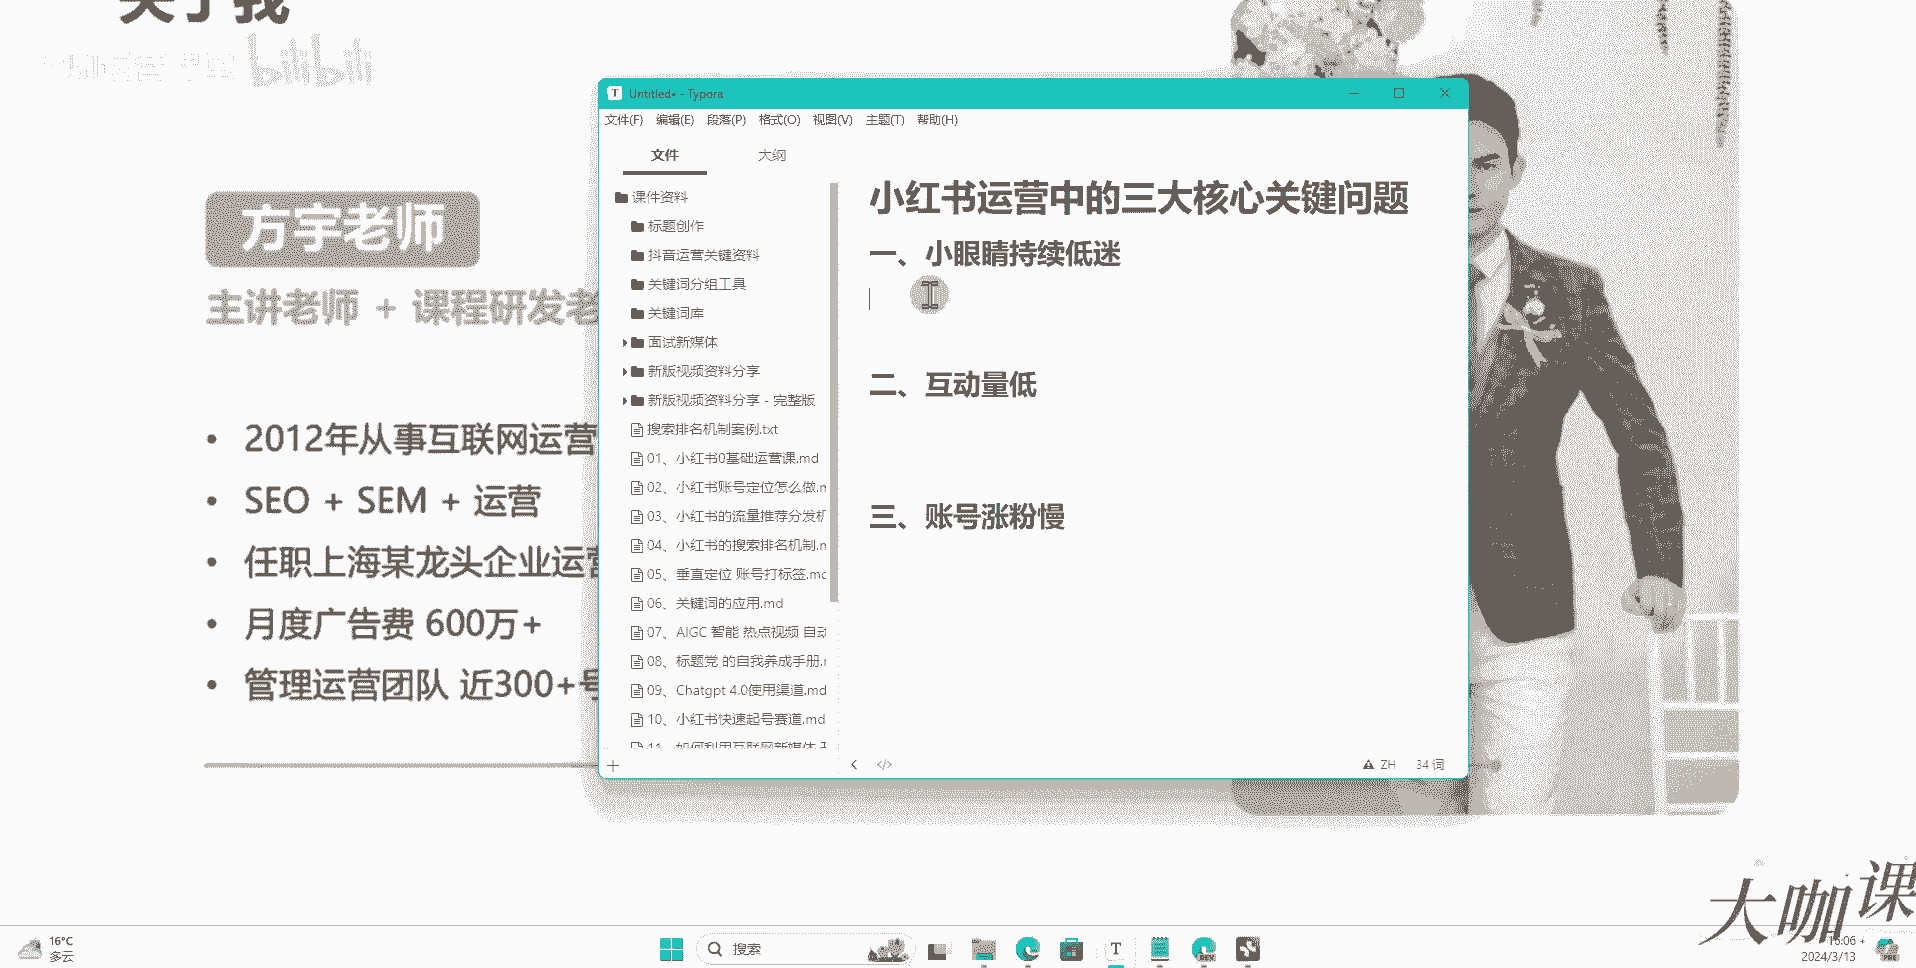 关于我
bilibili
方宇老师
主讲老师 + 课程研发老
2012年从事互联网运营
SEO + SEM + 运营
任职上海某龙头企业运营
月度广告费 600万+
管理运营团队 近300+号
Untitled• - Typora
文件(F) 编辑(E) 段落(P) 格式(O) 视图(V) 主题(T) 帮助(H)
文件 大纲
课件资料
标题创作
抖音运营关键资料
关键词分组工具
关键词库
面试新媒体
新版视频资料分享
新版视频资料分享 - 完整版
搜索排名机制案例.txt
01、小红书0基础运营课.md
02、小红书账号定位怎么做.m
03、小红书的流量推荐分发机
04、小红书的搜索排名机制.m
05、垂直定位 账号打标签.md
06、关键词的应用.md
07、AIGC 智能 热点视频 自动
08、标题党 的自我养成手册.m
09、Chatgpt 4.0使用渠道.md
10、小红书快速起号赛道.md
11、如何利用互联网新媒体
小红书运营中的三大核心关键问题
一、小眼睛持续低迷
二、互动量低
三、账号涨粉慢
ZH 34 词
大咖课
16°C
多云
搜索
T
DEV
15:06
2024/3/13
PRE